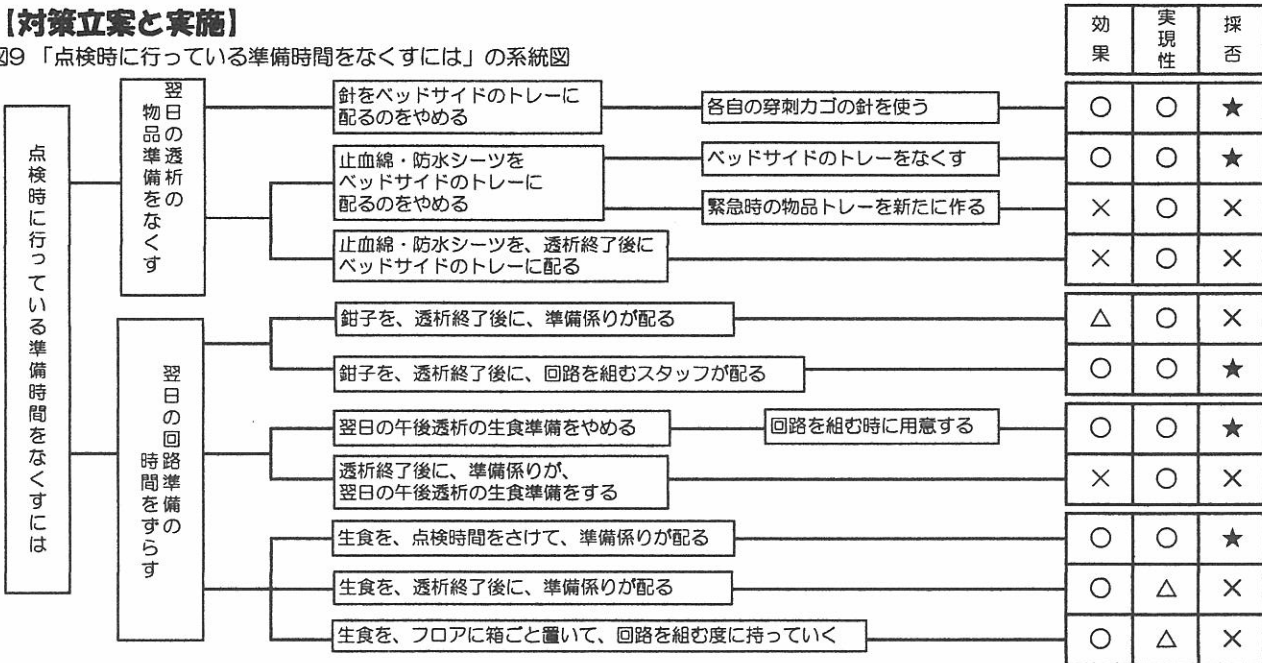 【対策立案と実施】
図9 「点検時に行っている準備時間をなくすには」の系統図
効果
実現性
採否
点検時に行っている準備時間をなくすには
翌日の透析の
物品準備をなくす
針をベッドサイドのトレーに
配るのをやめる
各自の穿刺カゴの針を使う
○ ○ ★
止血綿・防水シーツを
ベッドサイドのトレーに
配るのをやめる
ベッドサイドのトレーをなくす
○ ○ ★
緊急時の物品トレーを新たに作る
× ○ ×
止血綿・防水シーツを、透析終了後に
ベッドサイドのトレーに配る
× ○ ×
翌日の回路準備の
時間をずらす
鉗子を、透析終了後に、準備係りが配る
△ ○ ×
鉗子を、透析終了後に、回路を組むスタッフが配る
○ ○ ★
翌日の午後透析の生食準備をやめる
回路を組む時に用意する
○ ○ ★
透析終了後に、準備係りが、
翌日の午後透析の生食準備をする
× ○ ×
生食を、点検時間をさけて、準備係りが配る
○ ○ ★
生食を、透析終了後に、準備係りが配る
○ △ ×
生食を、フロアに箱ごと置いて、回路を組む度に持っていく
○ △ ×